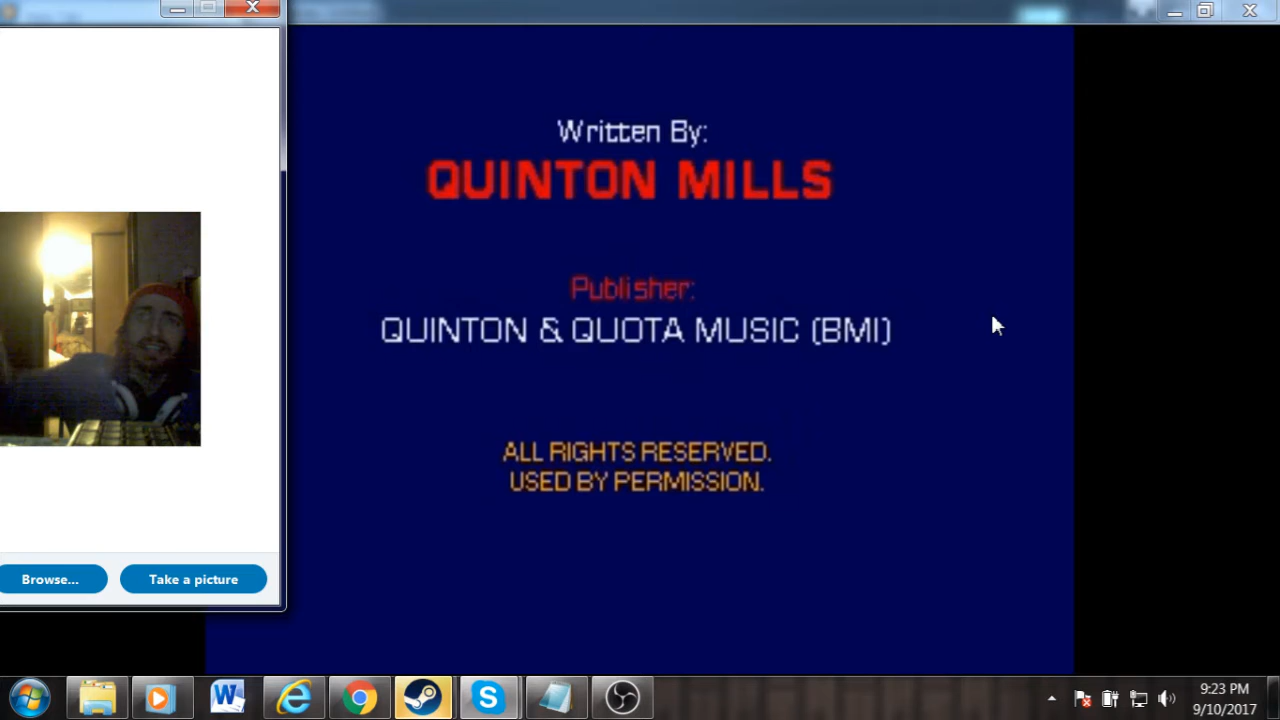 Written By:
QUINTON MILLS
Publisher:
QUINTON & QUOTA MUSIC (BMI)
ALL RIGHTS RESERVED.
USED BY PERMISSION.
Browse...
Take a picture
9:23 PM
9/10/2017